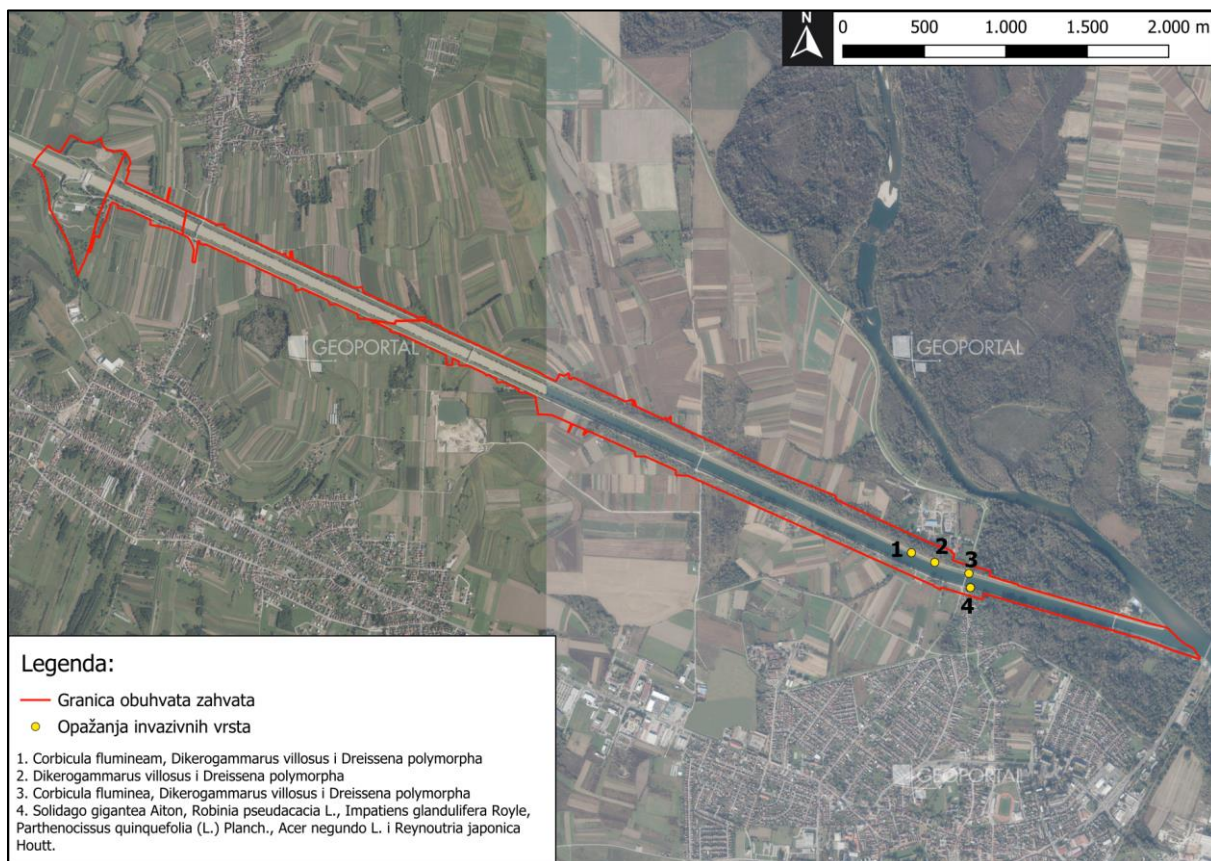 N
0 500 1.000 1.500 2.000 m
GEOPORTAL
GEOPORTAL
1
2
3
4
Legenda:
Granica obuhvata zahvata
Opažanja invazivnih vrsta
1. Corbicula flumineam, Dikerogammarus villosus i Dreissena polymorpha
2. Dikerogammarus villosus i Dreissena polymorpha
3. Corbicula fluminea, Dikerogammarus villosus i Dreissena polymorpha
4. Solidago gigantea Aiton, Robinia pseudacacia L., Impatiens glandulifera Royle,
Parthenocissus quinquefolia (L.) Planch., Acer negundo L. i Reynoutria japonica
Houtt.
GEOPORTAL